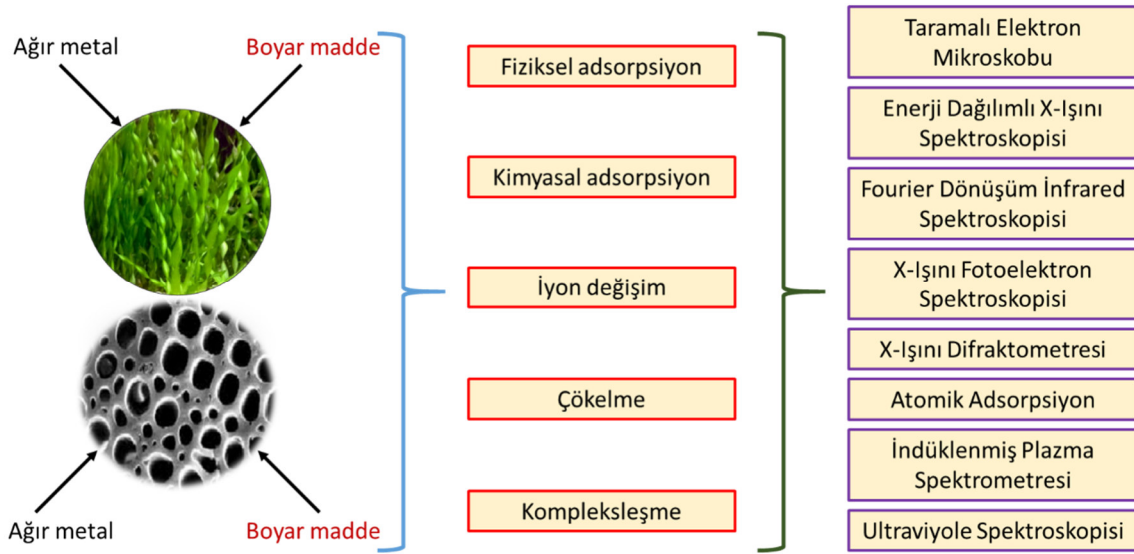 Ağır metal
Boyar madde
Ağır metal
Boyar madde
Fiziksel adsorpsiyon
Kimyasal adsorpsiyon
İyon değişim
Çökelme
Kompleksleşme
Taramalı Elektron
Mikroskobu
Enerji Dağılımlı X-Işını
Spektroskopisi
Fourier Dönüşüm İnfrared
Spektroskopisi
X-Işını Fotoelektron
Spektroskopisi
X-Işını Difraktometresi
Atomik Adsorpsiyon
İndüklenmiş Plazma
Spektrometresi
Ultraviyole Spektroskopisi